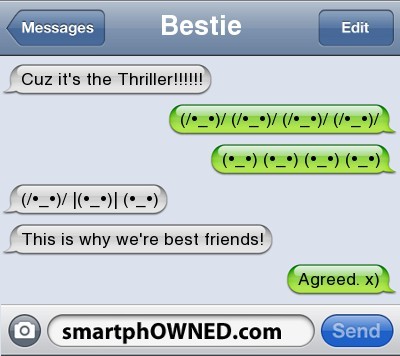 Messages
Bestie
Edit
Cuz it's the Thriller!!!!!!
(/•_•)/ (/•_•)/ (/•_•)/ (/•_•)/
(•_•) (•_•) (•_•) (•_•)
(/•_•)/ |(•_•)| (•_•)
This is why we're best friends!
Agreed. x)
smartphOWNED.com
Send